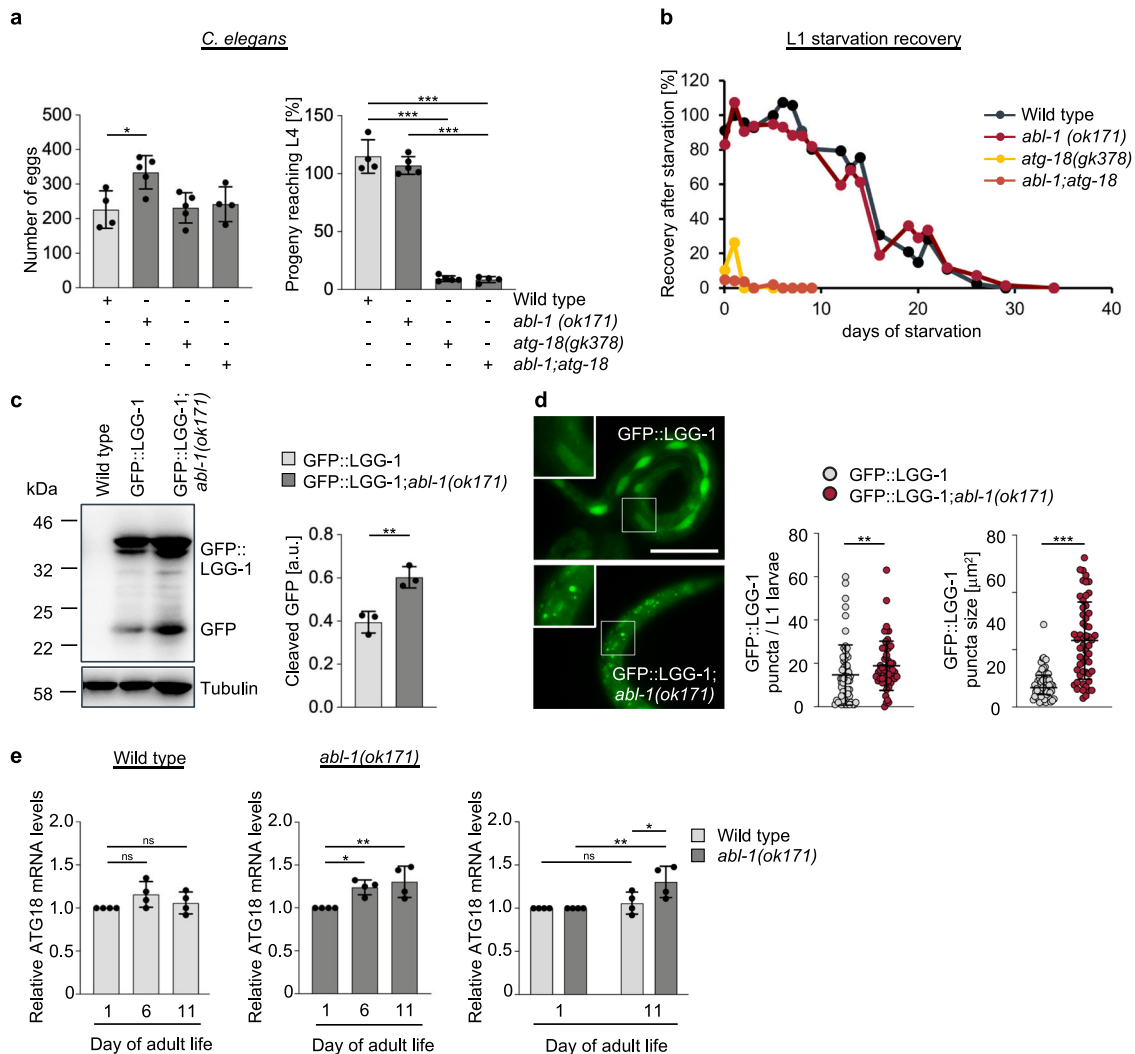 a
C. elegans
Number of eggs
500
400
300
200
100
0
*
+ - - -
- + - -
- - + -
- - - +
Progeny reaching L4 [%]
150
100
50
0
***
***
***
+ - - - Wild type
- + - - abl-1 (ok171)
- - + - atg-18(gk378)
- - - + abl-1;atg-18
b
L1 starvation recovery
Recovery after starvation [%]
120
100
80
60
40
20
0
0 10 20 30 40
days of starvation
Wild type
abl-1 (ok171)
atg-18(gk378)
abl-1;atg-18
c
Wild type
GFP::LGG-1
GFP::LGG-1;
abl-1(ok171)
kDa
46
32
25
22
58
GFP::
LGG-1
GFP
Tubulin
GFP::LGG-1
GFP::LGG-1;abl-1(ok171)
Cleaved GFP [a.u.]
0.8
0.6
0.4
0.2
0.0
**
d
GFP::LGG-1
GFP::LGG-1;
abl-1(ok171)
GFP::LGG-1
GFP::LGG-1;abl-1(ok171)
GFP::LGG-1
puncta / L1 larvae
80
60
40
20
0
**
GFP::LGG-1
puncta size [µm²]
60
40
20
0
***
e
Wild type
Relative ATG18 mRNA levels
2.0
1.5
1.0
0.5
0
ns
ns
1 6 11
Day of adult life
abl-1(ok171)
Relative ATG18 mRNA levels
2.0
1.5
1.0
0.5
0
**
*
1 6 11
Day of adult life
Relative ATG18 mRNA levels
2.0
1.5
1.0
0.5
0
*
**
ns
1 11
Day of adult life
Wild type
abl-1(ok171)